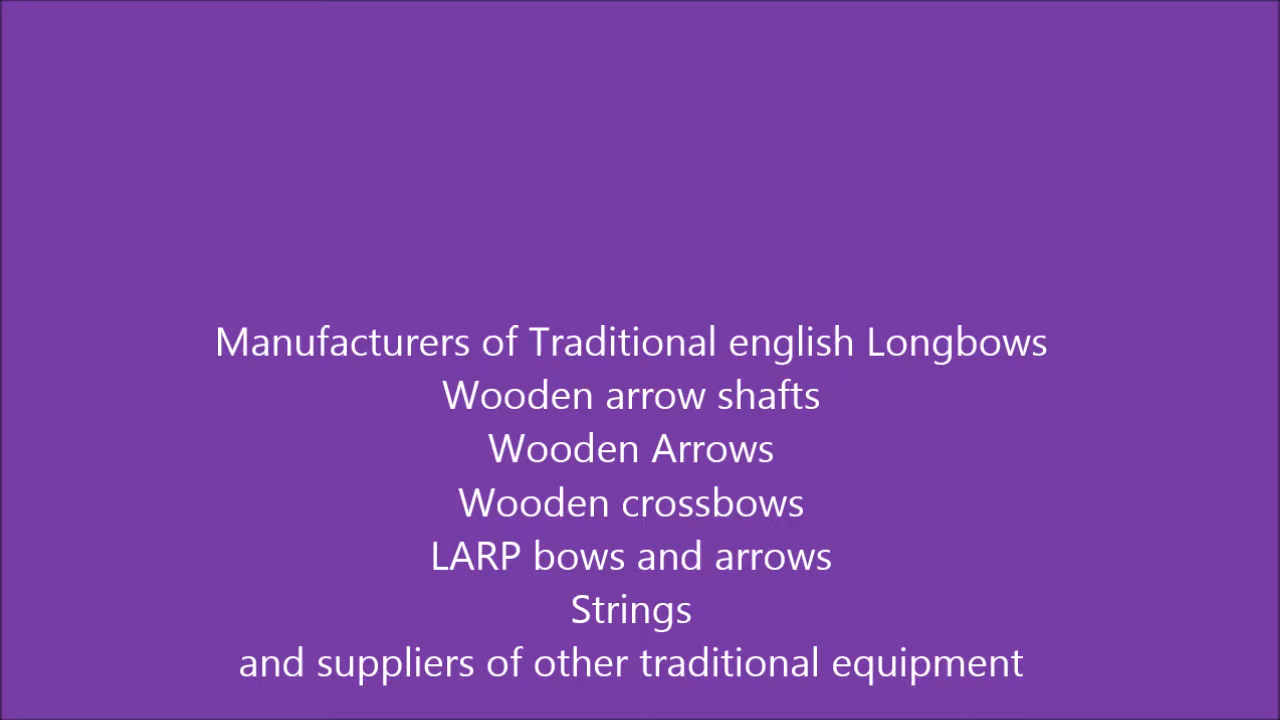 Manufacturers of Traditional english Longbows
Wooden arrow shafts
Wooden Arrows
Wooden crossbows
LARP bows and arrows
Strings
and suppliers of other traditional equipment